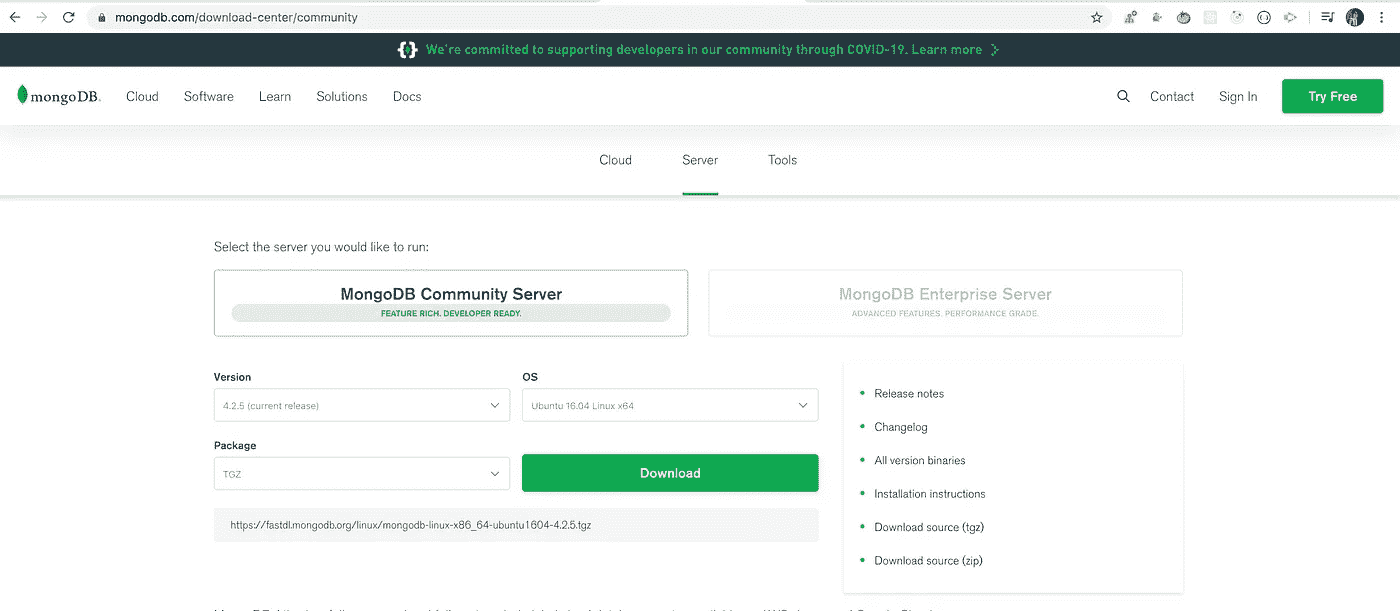 mongodb.com/download-center/community
We're committed to supporting developers in our community through COVID-19. Learn more
mongoDB.
Cloud Software Learn Solutions Docs
Contact Sign In Try Free
Cloud Server Tools
Select the server you would like to run:
MongoDB Community Server
FEATURE RICH. DEVELOPER READY.
MongoDB Enterprise Server
ADVANCED FEATURES. PERFORMANCE GRADE.
Version
4.2.5 (current release)
OS
Ubuntu 16.04 Linux x64
Package
TGZ
Download
https://fastdl.mongodb.org/linux/mongodb-linux-x86_64-ubuntu1604-4.2.5.tgz
Release notes
Changelog
All version binaries
Installation instructions
Download source (tgz)
Download source (zip)